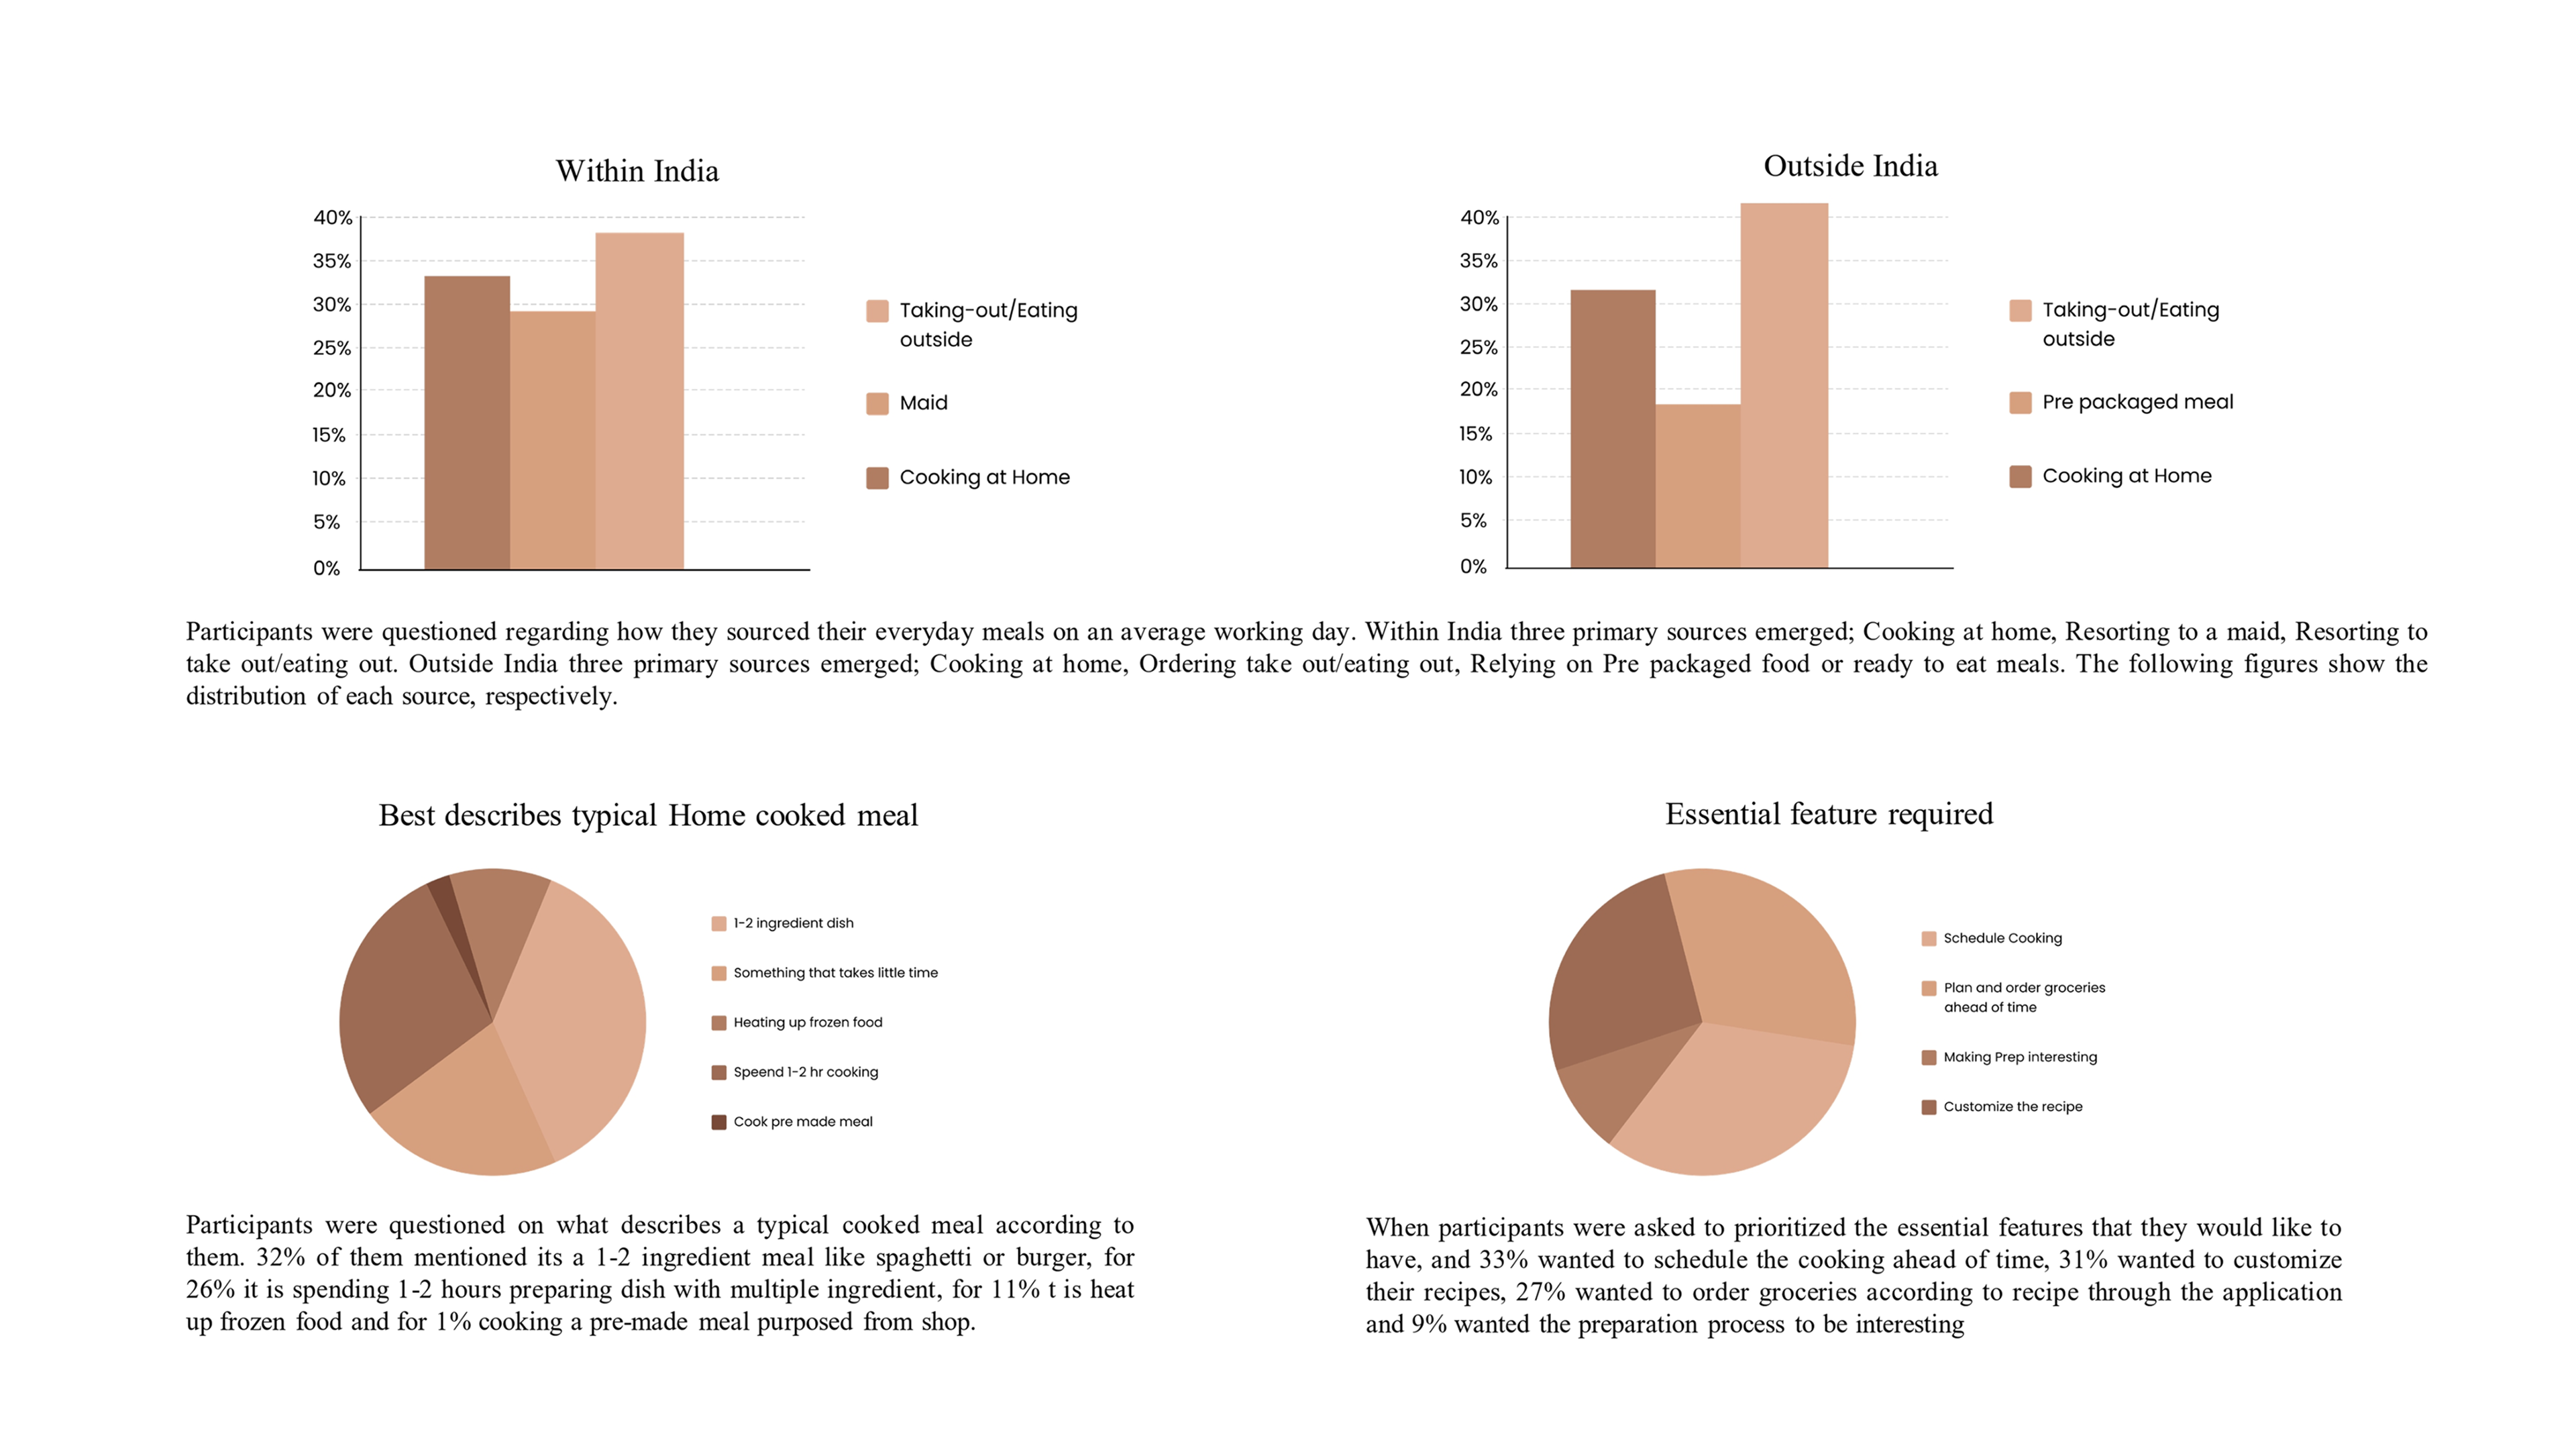 Within India
40%
35%
30%
25%
20%
15%
10%
5%
0%
Taking-out/Eating
outside
Maid
Cooking at Home
Outside India
40%
35%
30%
25%
20%
15%
10%
5%
0%
Taking-out/Eating
outside
Pre packaged meal
Cooking at Home
Participants were questioned regarding how they sourced their everyday meals on an average working day. Within India three primary sources emerged; Cooking at home, Resorting to a maid, Resorting to
take out/eating out. Outside India three primary sources emerged; Cooking at home, Ordering take out/eating out, Relying on Pre packaged food or ready to eat meals. The following figures show the
distribution of each source, respectively.
Best describes typical Home cooked meal
1-2 ingredient dish
Something that takes little time
Heating up frozen food
Speend 1-2 hr cooking
Cook pre made meal
Participants were questioned on what describes a typical cooked meal according to
them. 32% of them mentioned its a 1-2 ingredient meal like spaghetti or burger, for
26% it is spending 1-2 hours preparing dish with multiple ingredient, for 11% t is heat
up frozen food and for 1% cooking a pre-made meal purposed from shop.
Essential feature required
Schedule Cooking
Plan and order groceries
ahead of time
Making Prep interesting
Customize the recipe
When participants were asked to prioritized the essential features that they would like to
have, and 33% wanted to schedule the cooking ahead of time, 31% wanted to customize
their recipes, 27% wanted to order groceries according to recipe through the application
and 9% wanted the preparation process to be interesting